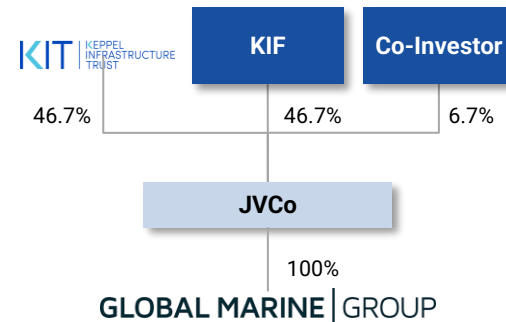 KIT KEPPEL
INFRASTRUCTURE
TRUST
KIF
Co-Investor
46.7%
46.7%
6.7%
JVCo
100%
GLOBAL MARINE GROUP